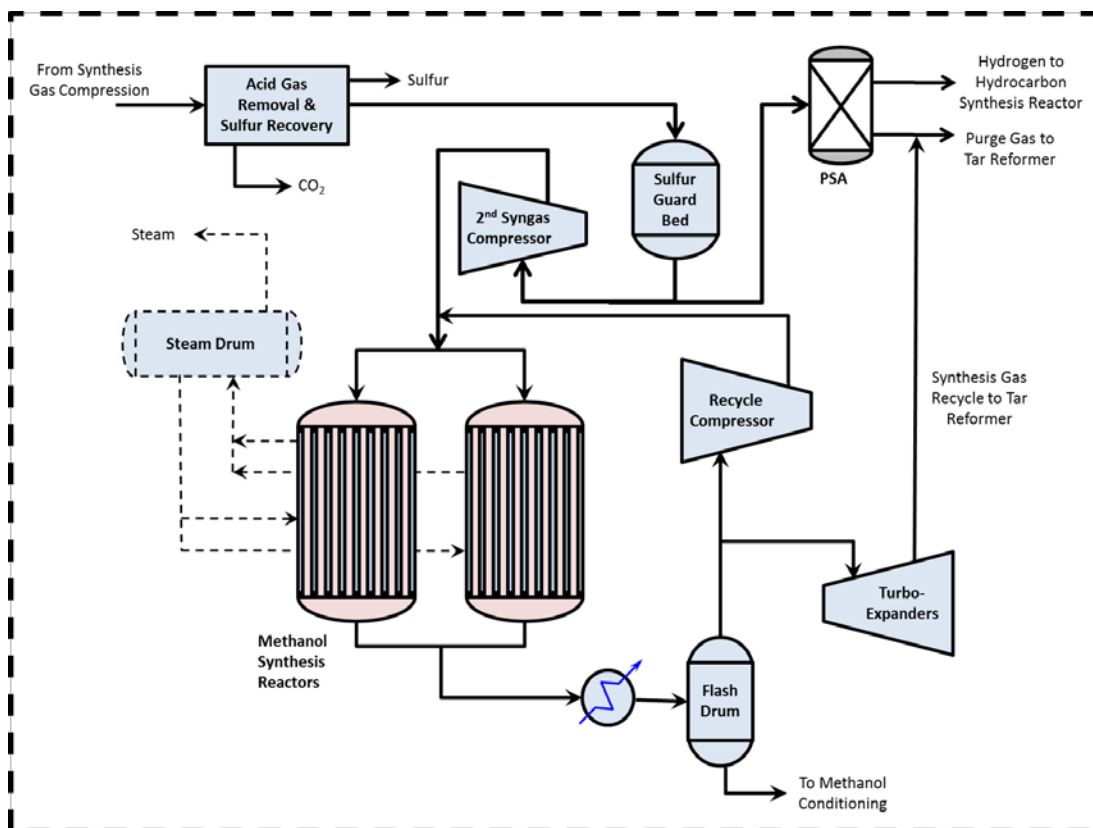 From Synthesis
Gas Compression
Acid Gas
Removal &
Sulfur Recovery
Sulfur
CO2
Hydrogen to
Hydrocarbon
Synthesis Reactor
Purge Gas to
Tar Reformer
PSA
Sulfur
Guard
Bed
2nd Syngas
Compressor
Steam
Steam Drum
Recycle
Compressor
Synthesis Gas
Recycle to Tar
Reformer
Turbo-
Expanders
Methanol
Synthesis
Reactors
Flash
Drum
To Methanol
Conditioning